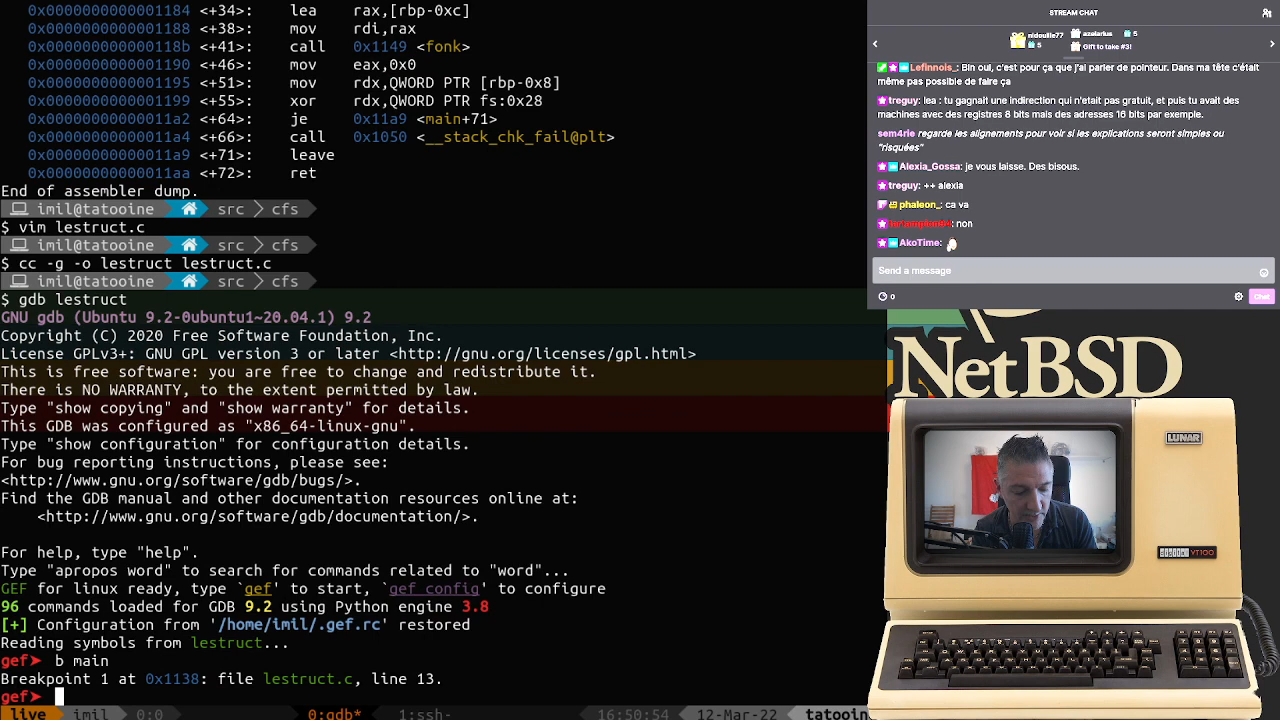 0x0000000000001184 <+34>: lea rax,[rbp-0xc]
0x0000000000001188 <+38>: mov rdi,rax
0x000000000000118b <+41>: call 0x1149 <fonk>
0x0000000000001190 <+46>: mov eax,0x0
0x0000000000001195 <+51>: mov rdx,QWORD PTR [rbp-0x8]
0x0000000000001199 <+55>: xor rdx,QWORD PTR fs:0x28
0x00000000000011a2 <+64>: je 0x11a9 <main+71>
0x00000000000011a4 <+66>: call 0x1050 <__stack_chk_fail@plt>
0x00000000000011a9 <+71>: leave
0x00000000000011aa <+72>: ret
End of assembler dump.
imil@tatooine src cfs
$ vim lestruct.c
imil@tatooine src cfs
$ cc -g -o lestruct lestruct.c
imil@tatooine src cfs
$ gdb lestruct
GNU gdb (Ubuntu 9.2-0ubuntu1~20.04.1) 9.2
Copyright (C) 2020 Free Software Foundation, Inc.
License GPLv3+: GNU GPL version 3 or later <http://gnu.org/licenses/gpl.html>
This is free software: you are free to change and redistribute it.
There is NO WARRANTY, to the extent permitted by law.
Type "show copying" and "show warranty" for details.
This GDB was configured as "x86_64-linux-gnu".
Type "show configuration" for configuration details.
For bug reporting instructions, please see:
<http://www.gnu.org/software/gdb/bugs/>.
Find the GDB manual and other documentation resources online at:
<http://www.gnu.org/software/gdb/documentation/>.
For help, type "help".
Type "apropos word" to search for commands related to "word"...
GEF for linux ready, type `gef' to start, `gef config' to configure
96 commands loaded for GDB 9.2 using Python engine 3.8
[+] Configuration from '/home/imil/.gef.rc' restored
Reading symbols from lestruct...
gef➤ b main
Breakpoint 1 at 0x1138: file lestruct.c, line 13.
gef➤
live imil 0:0 0:gdb* 1:ssh- 16:50:54 12-Mar-22 tatooin
STREAM CHAT
nidouille77 5
azelarius 5
Gift to take #3!
Lefinnois_: Bin oui, c'est pour ça que j'ai parler de pointeur. Dans ma tête c'était
même pas possible de faire ça
treguy: lea : tu gagnait une indirection qui n'etait pas gratuit, et puis tu avait des
machines avec des registres 8 bits mais des adresses 16 bits par exemple.
sem4rie regarde les alignements pour voir si les explications seront simples ou
"risquées"
Alexia_Gossa: je vous laisse. Des bisous.
treguy: ++ alexia
phaleon_: ca va
non
AkoTime:
Send a message
0
Chat
NetBSD
LUNAR
digital VT100